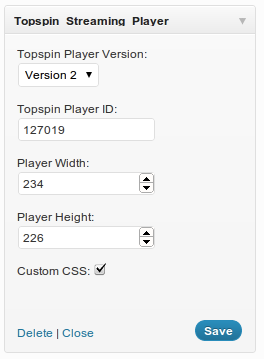 Topspin Streaming Player
Topspin Player Version:
Version 2
Topspin Player ID:
127019
Player Width:
234
Player Height:
226
Custom CSS:
Delete | Close
Save